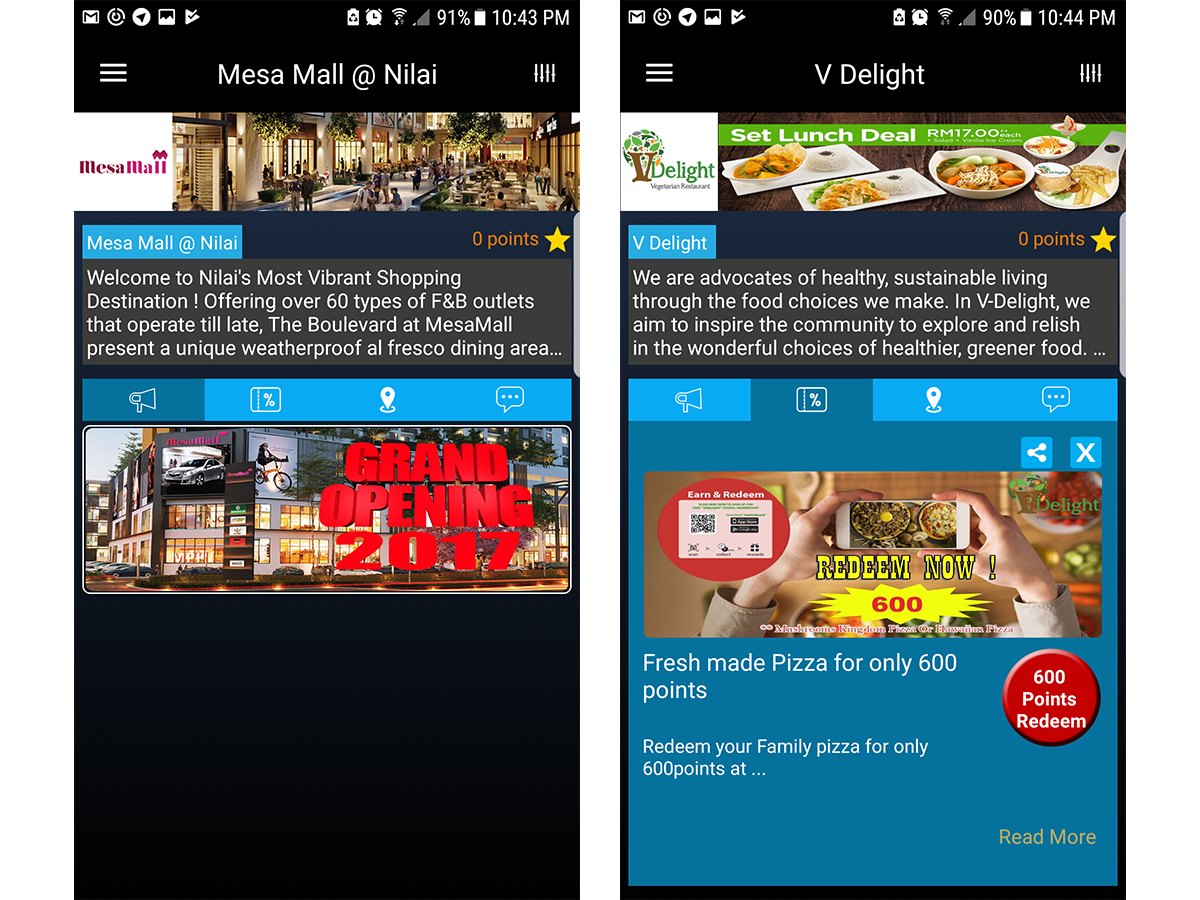 91% 10:43 PM
Mesa Mall @ Nilai
mesamall
Mesa Mall @ Nilai
0 points
Welcome to Nilai's Most Vibrant Shopping
Destination ! Offering over 60 types of F&B outlets
that operate till late, The Boulevard at MesaMall
present a unique weatherproof al fresco dining area…
%
mesamall
GRAND
OPENING
2017
90% 10:44 PM
V Delight
V Delight
Vegetarian Restaurant
Set Lunch Deal RM17.00++ each
+ Salad + Vanila Ice Cream
V Delight
0 points
We are advocates of healthy, sustainable living
through the food choices we make. In V-Delight, we
aim to inspire the community to explore and relish
in the wonderful choices of healthier, greener food. ...
%
X
Earn & Redeem
App Store
scan > collect > rewards
V Delight
REDEEM NOW !
600
** Mushrooms Kingdom Pizza Or Hawaiian Pizza
Fresh made Pizza for only 600
points
600
Points
Redeem
Redeem your Family pizza for only
600points at ...
Read More